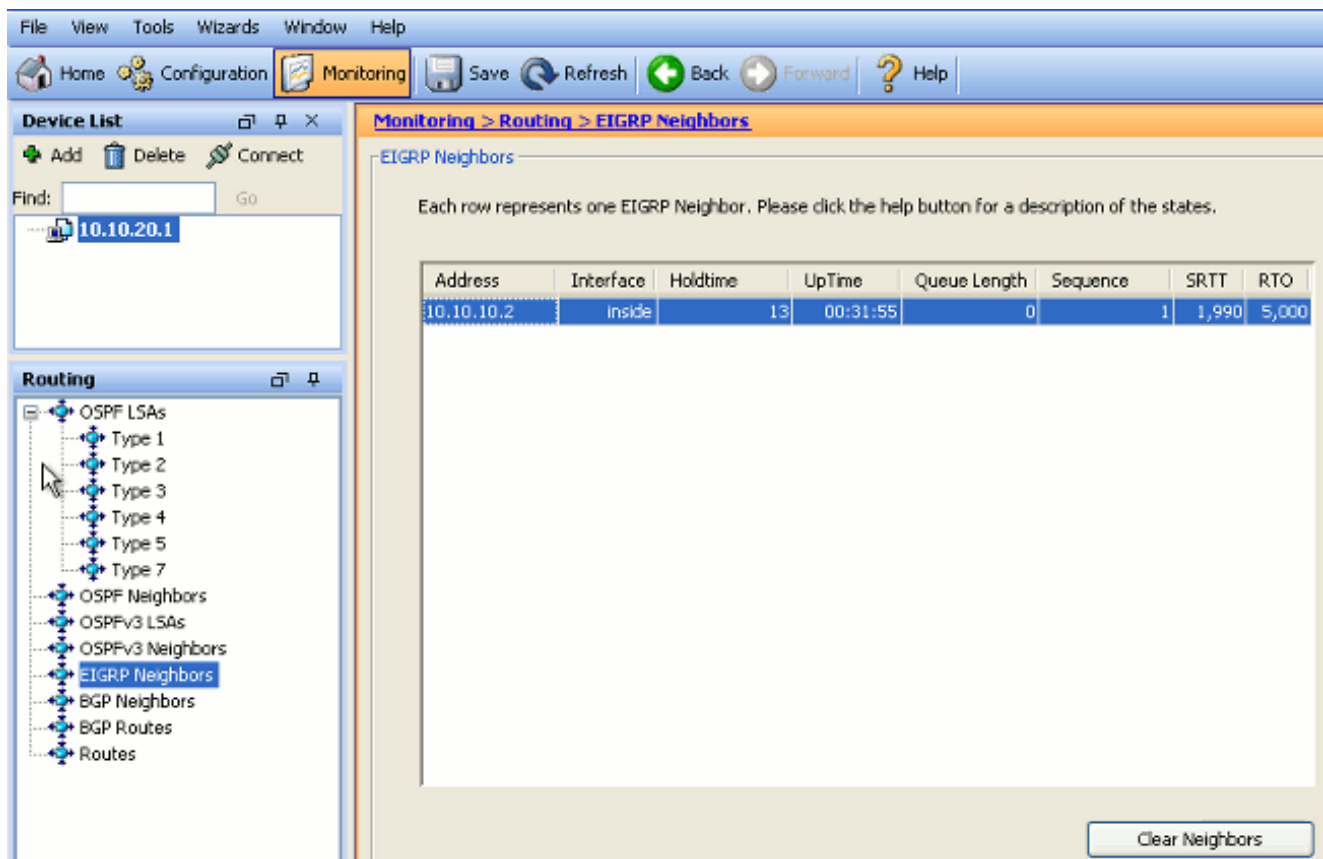 File View Tools Wizards Window Help
Home Configuration Monitoring Save Refresh Back Forward Help
Device List
Add Delete Connect
Find: Go
10.10.20.1
Routing
OSPF LSAs
Type 1
Type 2
Type 3
Type 4
Type 5
Type 7
OSPF Neighbors
OSPFv3 LSAs
OSPFv3 Neighbors
EIGRP Neighbors
BGP Neighbors
BGP Routes
Routes
Monitoring > Routing > EIGRP Neighbors
EIGRP Neighbors
Each row represents one EIGRP Neighbor. Please click the help button for a description of the states.
Address Interface Holdtime UpTime Queue Length Sequence SRTT RTO
10.10.10.2 inside 13 00:31:55 0 1 1,990 5,000
Clear Neighbors